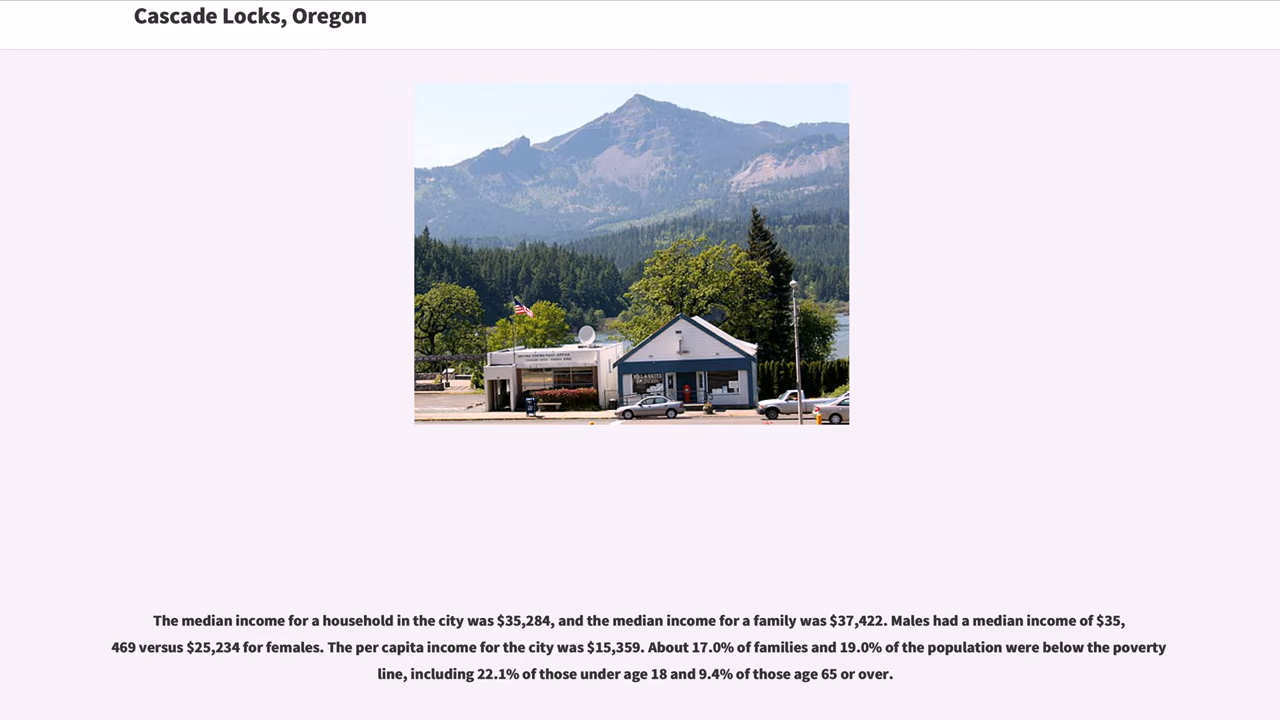 Cascade Locks, Oregon
The median income for a household in the city was $35,284, and the median income for a family was $37,422. Males had a median income of $35,
469 versus $25,234 for females. The per capita income for the city was $15,359. About 17.0% of families and 19.0% of the population were below the poverty
line, including 22.1% of those under age 18 and 9.4% of those age 65 or over.